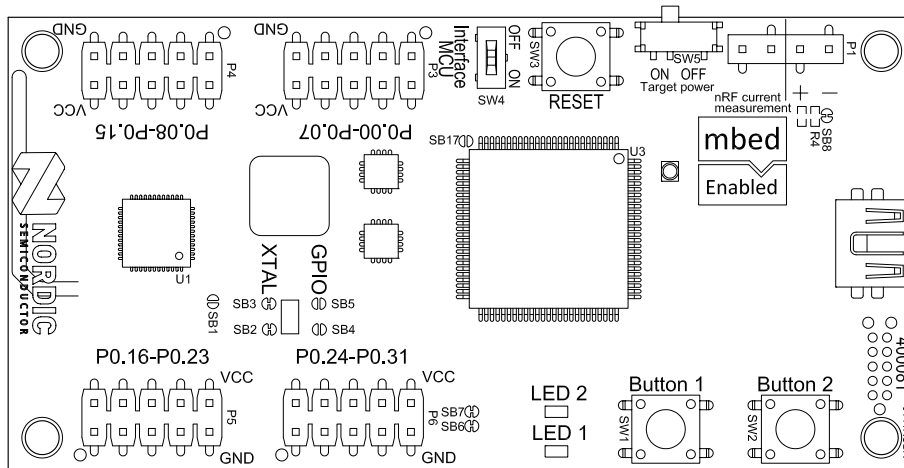 GND
GND
P4
P3
VCC
VCC
P0.08-P0.15
P0.00-P0.07
Interface
MCU
OFF
ON
SW4
SW3
RESET
SW5
ON OFF
Target power
P1
nRF current
measurement
+ –
R4
SB8
mbed
Enabled
SB17
U3
NORDIC
SEMICONDUCTOR
U1
XTAL
GPIO
SB3
SB5
SB2
SB4
SB1
P0.16-P0.23
P0.24-P0.31
VCC
VCC
P5
P6
SB7
SB6
GND
GND
LED 2
LED 1
Button 1
Button 2
SW1
SW2